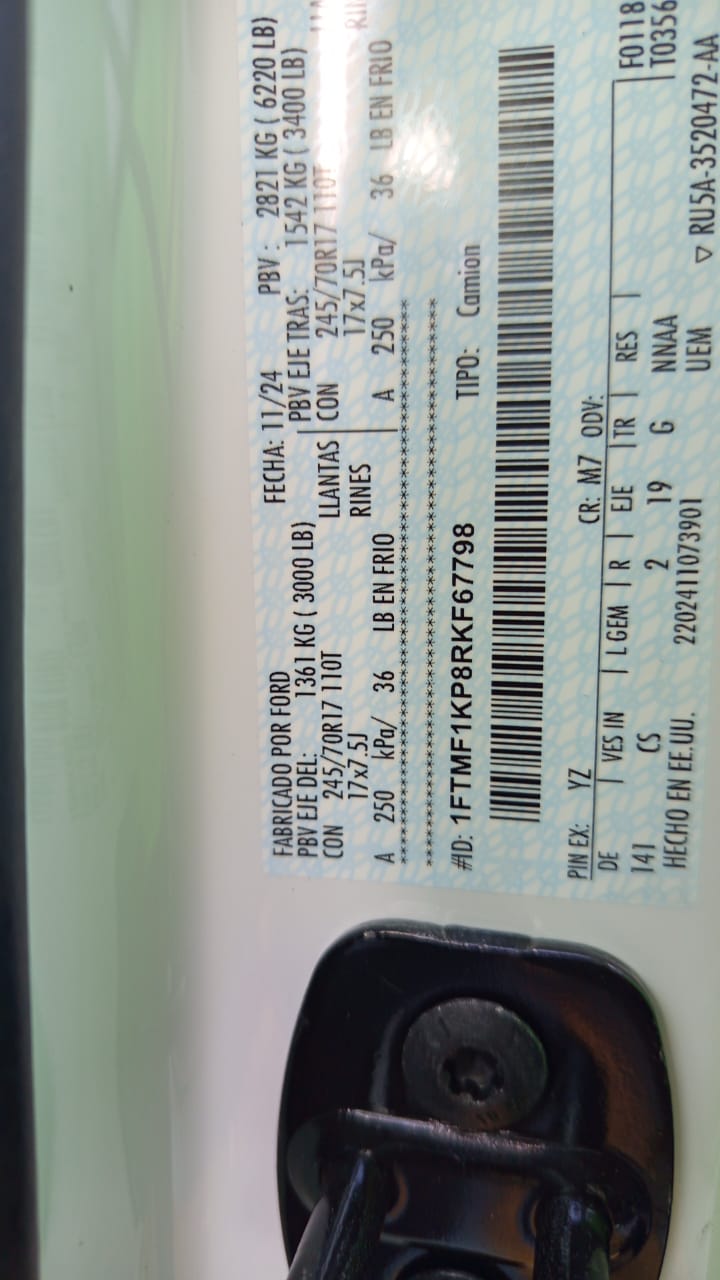 FABRICADO POR FORD FECHA: 11/24 PBV: 2821 KG ( 6220 LB)
PBV EJE DEL: 1361 KG ( 3000 LB) PBV EJE TRAS: 1542 KG ( 3400 LB)
CON 245/70R17 110T LLANTAS CON 245/70R17 110T
17x7.5J RINES 17x7.5J
A 250 kPa/ 36 LB EN FRIO A 250 kPa/ 36 LB EN FRIO
#ID: 1FTMF1KP8RKF67798 TIPO: Camion
PIN EX: YZ CR: M7 ODV:
DE VES IN LGEM R EJE TR RES F0118
141 CS 2 19 G NNAA T0356
HECHO EN EE.UU. 2202411073901 UEM ▽ RU5A-3520472-AA